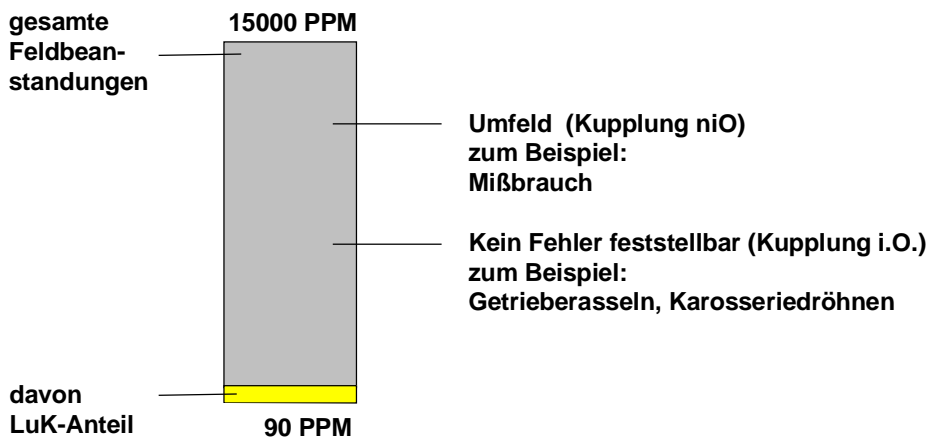 gesamte
Feldbean-
standungen
15000 PPM
Umfeld (Kupplung niO)
zum Beispiel:
Mißbrauch
Kein Fehler feststellbar (Kupplung i.O.)
zum Beispiel:
Getrieberasseln, Karosseriedröhnen
davon
LuK-Anteil
90 PPM